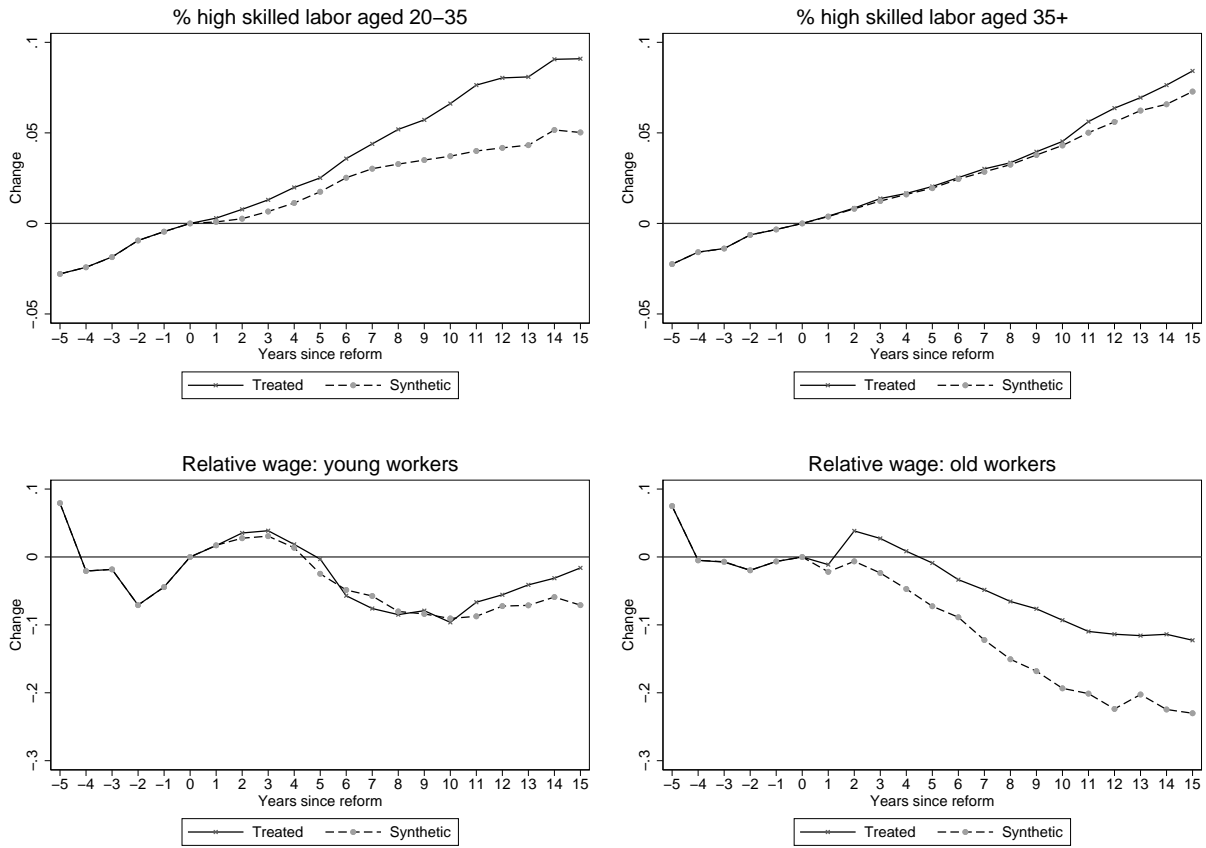 % high skilled labor aged 20−35
.1
.05
0
−.05
Change
−5 −4 −3 −2 −1 0 1 2 3 4 5 6 7 8 9 10 11 12 13 14 15
Years since reform
Treated Synthetic
% high skilled labor aged 35+
.1
.05
0
−.05
Change
−5 −4 −3 −2 −1 0 1 2 3 4 5 6 7 8 9 10 11 12 13 14 15
Years since reform
Treated Synthetic
Relative wage: young workers
.1
0
−.1
−.2
−.3
Change
−5 −4 −3 −2 −1 0 1 2 3 4 5 6 7 8 9 10 11 12 13 14 15
Years since reform
Treated Synthetic
Relative wage: old workers
.1
0
−.1
−.2
−.3
Change
−5 −4 −3 −2 −1 0 1 2 3 4 5 6 7 8 9 10 11 12 13 14 15
Years since reform
Treated Synthetic